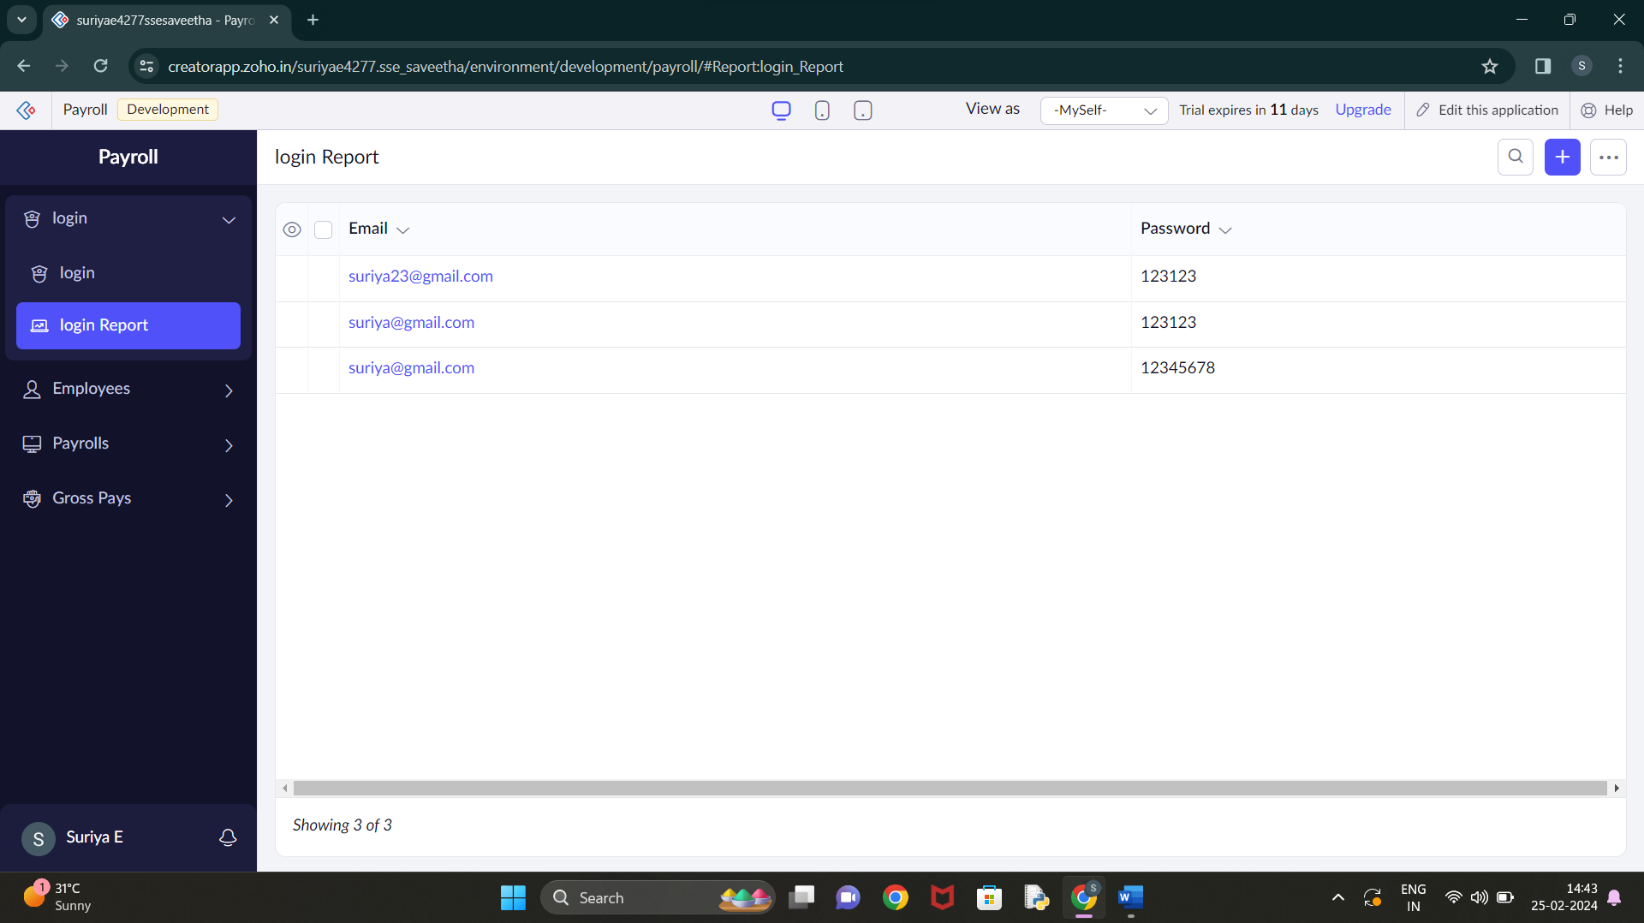 suriyae4277ssesaveetha - Payro
creatorapp.zoho.in/suriyae4277.sse_saveetha/environment/development/payroll/#Report:login_Report
S
Payroll
Development
View as
-MySelf-
Trial expires in 11 days
Upgrade
Edit this application
Help
Payroll
login Report
login
login
login Report
Employees
Payrolls
Gross Pays
Email
Password
suriya23@gmail.com
123123
suriya@gmail.com
123123
suriya@gmail.com
12345678
Showing 3 of 3
S
Suriya E
1
31°C
Sunny
Search
S
W
ENG
IN
14:43
25-02-2024